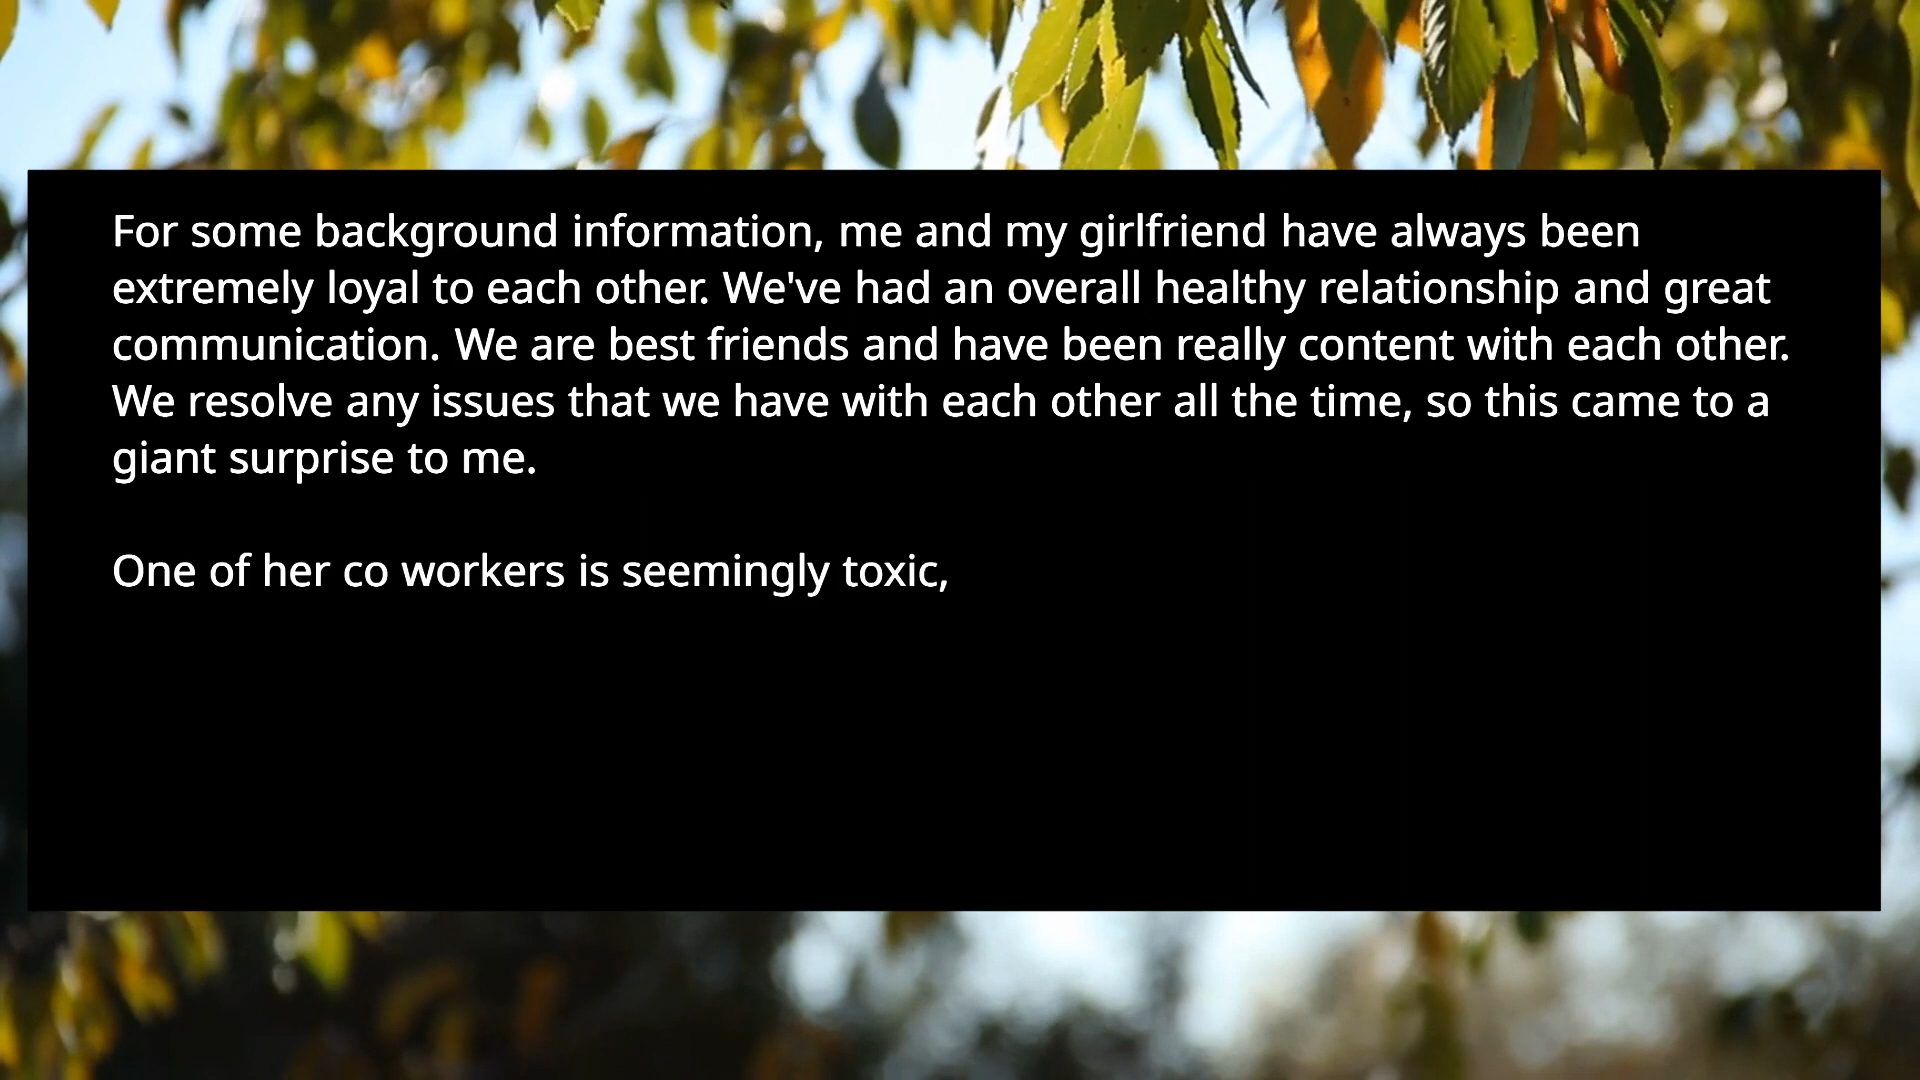 For some background information, me and my girlfriend have always been
extremely loyal to each other. We've had an overall healthy relationship and great
communication. We are best friends and have been really content with each other.
We resolve any issues that we have with each other all the time, so this came to a
giant surprise to me.
One of her co workers is seemingly toxic,